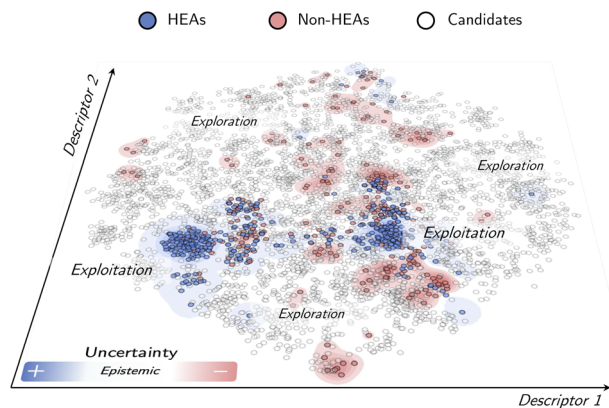 HEAs
Non-HEAs
Candidates
Descriptor 2
Exploration
Exploration
Exploitation
Exploitation
Exploration
Uncertainty
+ Epistemic −
Descriptor 1